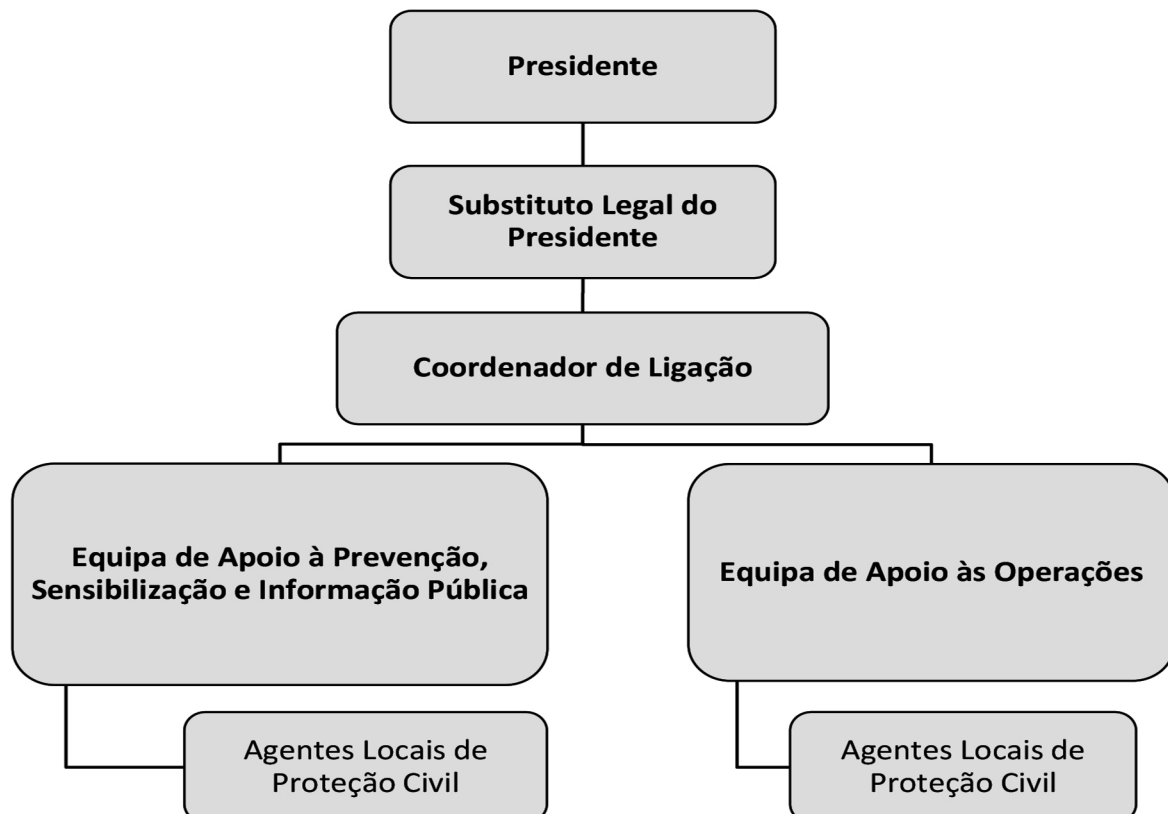 Presidente
Substituto Legal do
Presidente
Coordenador de Ligação
Equipa de Apoio à Prevenção,
Sensibilização e Informação Pública
Equipa de Apoio às Operações
Agentes Locais de
Proteção Civil
Agentes Locais de
Proteção Civil